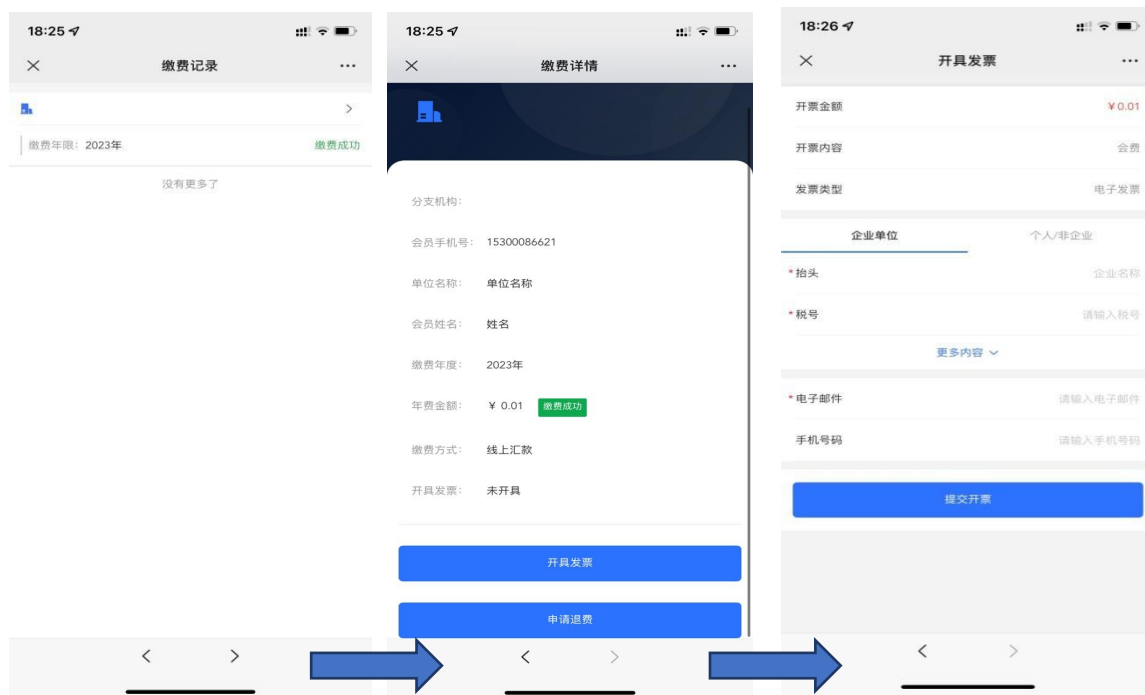 18:25
缴费记录
缴费年限：2023年 缴费成功
没有更多了
18:25
缴费详情
分支机构：
会员手机号： 15300086621
单位名称： 单位名称
会员姓名： 姓名
缴费年度： 2023年
年费金额： ¥ 0.01 缴费成功
缴费方式： 线上汇款
开具发票： 未开具
开具发票
申请退费
18:26
开具发票
开票金额 ¥0.01
开票内容 会费
发票类型 电子发票
企业单位 个人/非企业
*抬头 企业名称
*税号 请输入税号
更多内容
*电子邮件 请输入电子邮件
手机号码 请输入手机号码
提交开票